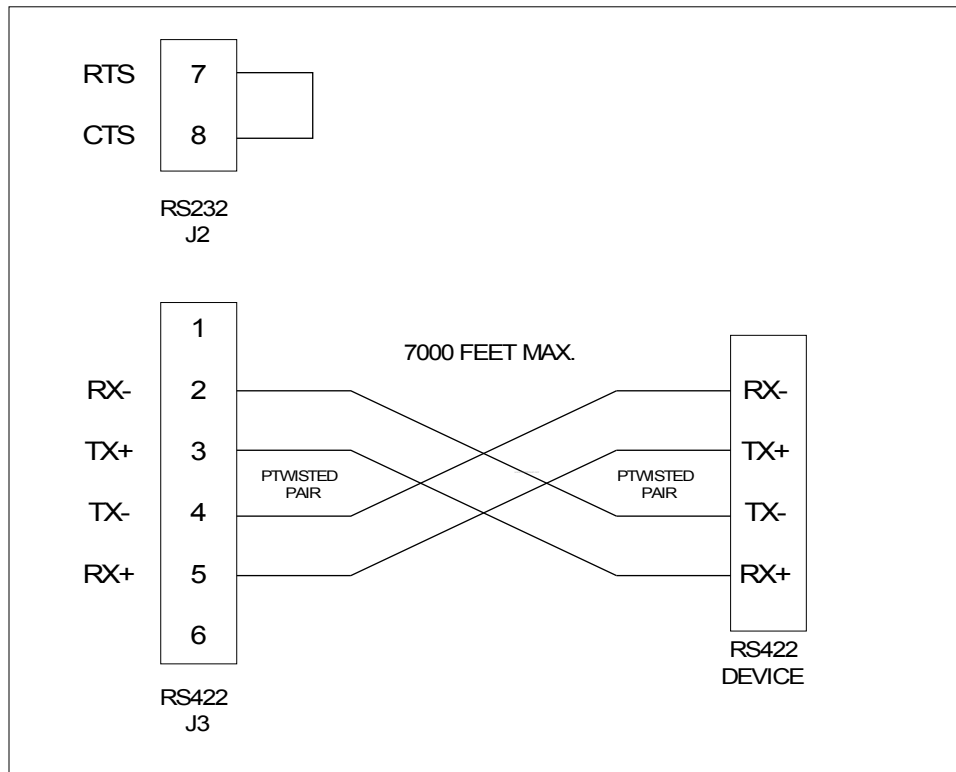 RTS 7
CTS 8
RS232
J2
1
7000 FEET MAX.
RX- 2 RX-
TX+ 3 TX+
PTWISTED PAIR PTWISTED PAIR
TX- 4 TX-
RX+ 5 RX+
6
RS422
J3
RS422
DEVICE